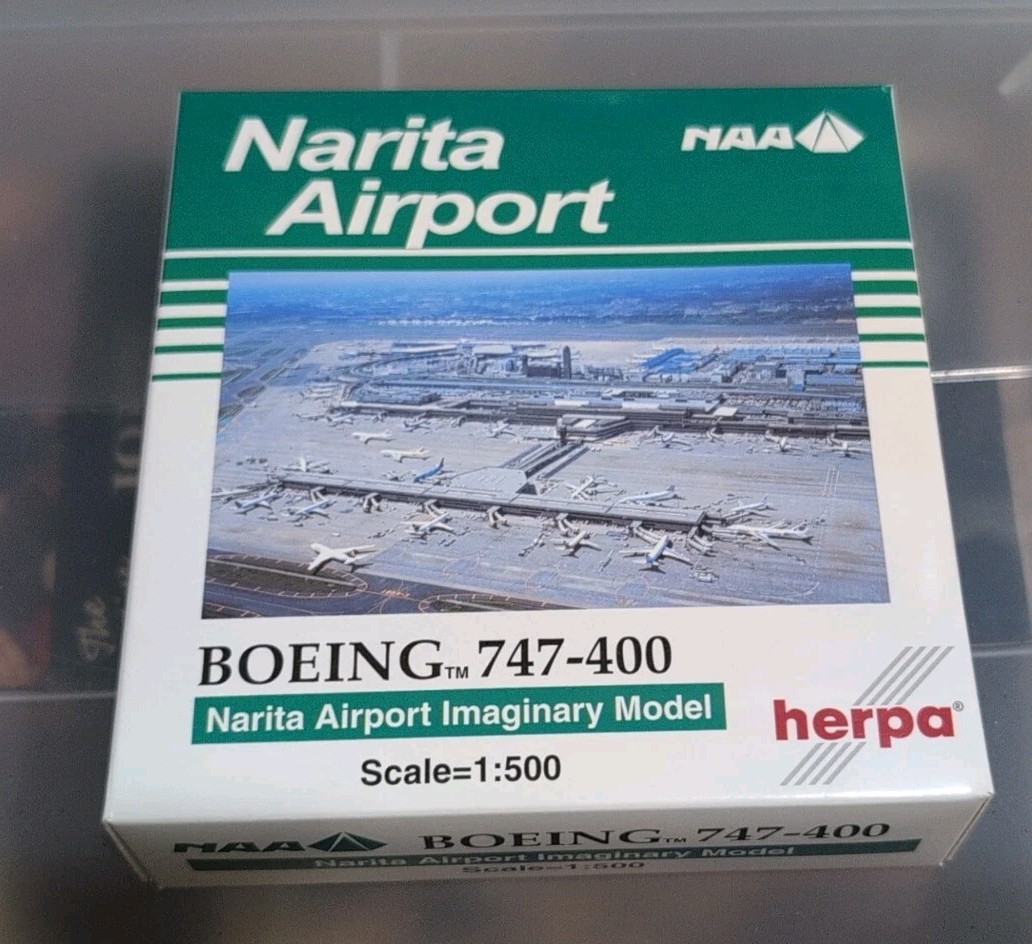 Narita
Airport
NAA
BOEING™ 747-400
Narita Airport Imaginary Model
herpa®
Scale=1:500
NAA
BOEING™ 747-400
Narita Airport Imaginary Model
Scale=1:500
The